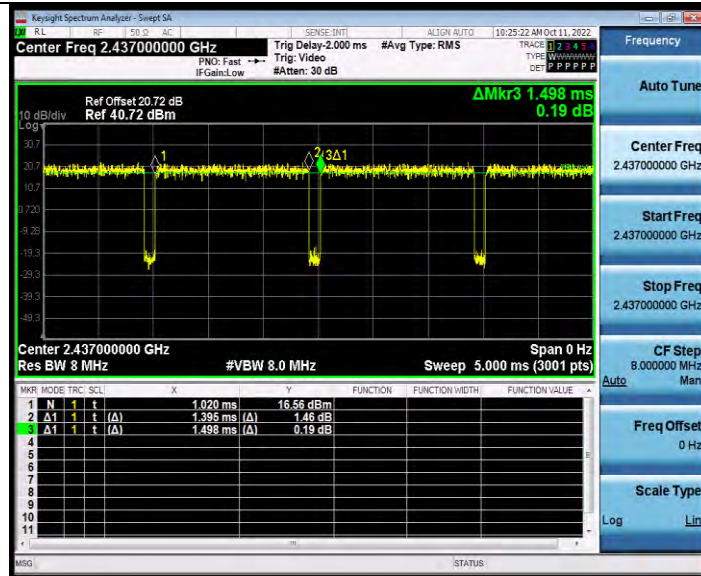 Keysight Spectrum Analyzer - Swept SA
RL RF 50 Ω AC SENSE:INT ALIGN AUTO 10:25:22 AM Oct 11, 2022
Center Freq 2.437000000 GHz
PNO: Fast
IFGain:Low
Trig Delay-2.000 ms
Trig: Video
#Atten: 30 dB
#Avg Type: RMS
TRACE 1 2 3 4 5 6
TYPE WWWWWW
DET P P P P P P
Ref Offset 20.72 dB
10 dB/div Ref 40.72 dBm
Log
ΔMkr3 1.498 ms
0.19 dB
30.7
20.7
10.7
0.720
-9.28
-19.3
-29.3
-39.3
-49.3
1
2
3Δ1
Center 2.437000000 GHz Span 0 Hz
Res BW 8 MHz #VBW 8.0 MHz Sweep 5.000 ms (3001 pts)
MKR MODE TRC SCL X Y FUNCTION FUNCTION WIDTH FUNCTION VALUE
1 N 1 t 1.020 ms 16.56 dBm
2 Δ1 1 t (Δ) 1.395 ms (Δ) 1.46 dB
3 Δ1 1 t (Δ) 1.498 ms (Δ) 0.19 dB
4
5
6
7
8
9
10
11
MSG STATUS
Frequency
Auto Tune
Center Freq
2.437000000 GHz
Start Freq
2.437000000 GHz
Stop Freq
2.437000000 GHz
CF Step
8.000000 MHz
Auto Man
Freq Offset
0 Hz
Scale Type
Log Lin